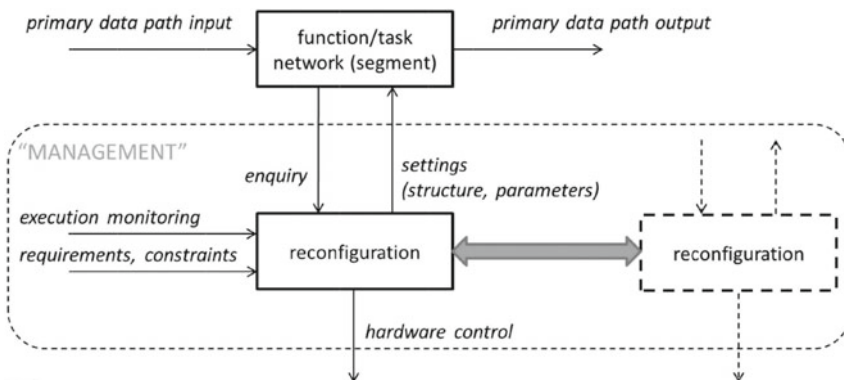 primary data path input
function/task
network (segment)
primary data path output
"MANAGEMENT"
enquiry
settings
(structure, parameters)
execution monitoring
requirements, constraints
reconfiguration
reconfiguration
hardware control